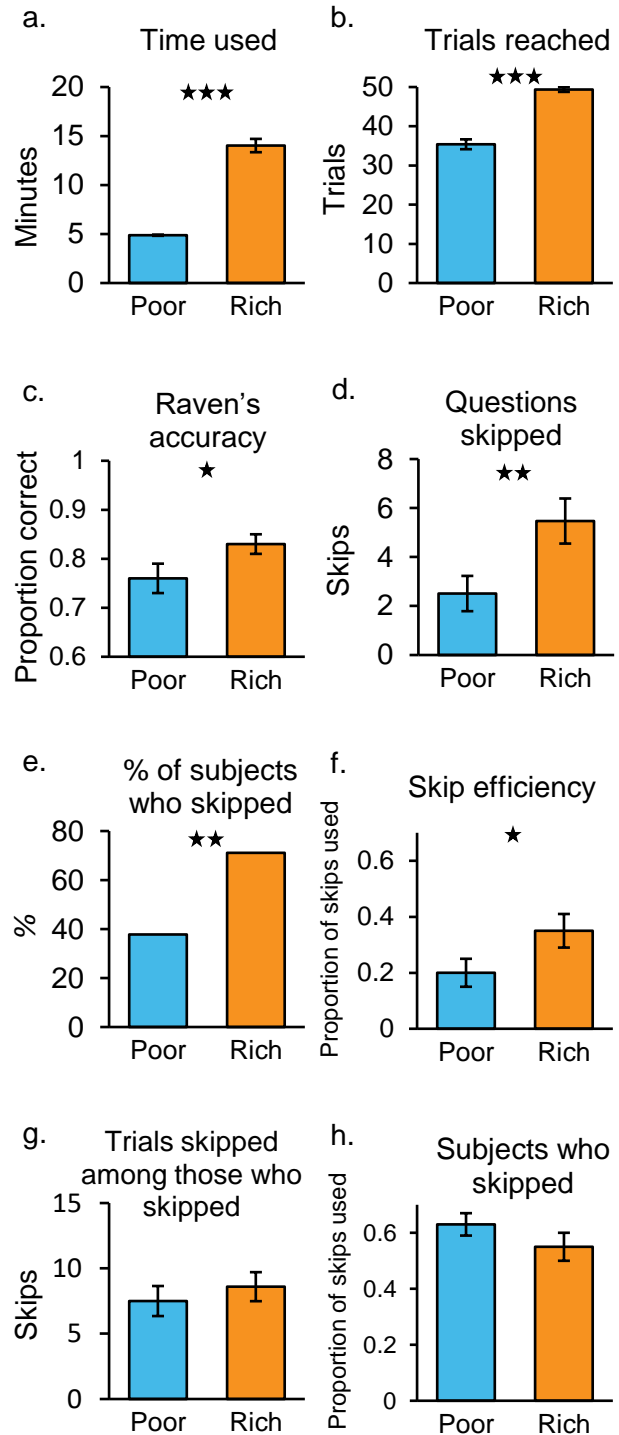 a.
Time used
★★★
Minutes
20
15
10
5
0
Poor Rich
b.
Trials reached
★★★
Trials
50
40
30
20
10
0
Poor Rich
c.
Raven's
accuracy
★
Proportion correct
1
0.9
0.8
0.7
0.6
Poor Rich
d.
Questions
skipped
★★
Skips
8
6
4
2
0
Poor Rich
e.
% of subjects
who skipped
★★
%
80
60
40
20
0
Poor Rich
f.
Skip efficiency
★
Proportion of skips used
0.6
0.4
0.2
0
Poor Rich
g.
Trials skipped
among those who
skipped
Skips
15
10
5
0
Poor Rich
h.
Subjects who
skipped
Proportion of skips used
0.6
0.4
0.2
0
Poor Rich